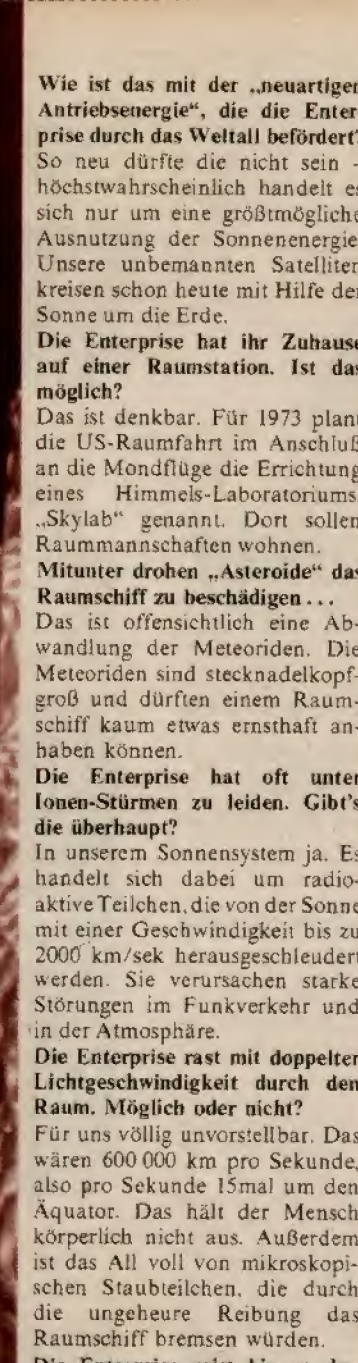 Wie ist das mit der „neuartigen
Antriebsenergie“, die die Enter-
prise durch das Weltall befördert?
So neu dürfte die nicht sein -
höchstwahrscheinlich handelt es
sich nur um eine größtmögliche
Ausnutzung der Sonnenenergie.
Unsere unbemannten Satelliten
kreisen schon heute mit Hilfe der
Sonne um die Erde.
Die Enterprise hat ihr Zuhause
auf einer Raumstation. Ist das
möglich?
Das ist denkbar. Für 1973 plant
die US-Raumfahrt im Anschluß
an die Mondflüge die Errichtung
eines Himmels-Laboratoriums,
„Skylab“ genannt. Dort sollen
Raummannschaften wohnen.
Mitunter drohen „Asteroide“ das
Raumschiff zu beschädigen ...
Das ist offensichtlich eine Ab-
wandlung der Meteoriden. Die
Meteoriden sind stecknadelkopf-
groß und dürften einem Raum-
schiff kaum etwas ernsthaft an-
haben können.
Die Enterprise hat oft unter
Ionen-Stürmen zu leiden. Gibt's
die überhaupt?
In unserem Sonnensystem ja. Es
handelt sich dabei um radio-
aktive Teilchen, die von der Sonne
mit einer Geschwindigkeit bis zu
2000 km/sek herausgeschleudert
werden. Sie verursachen starke
Störungen im Funkverkehr und
in der Atmosphäre.
Die Enterprise rast mit doppelter
Lichtgeschwindigkeit durch den
Raum. Möglich oder nicht?
Für uns völlig unvorstellbar. Das
wären 600 000 km pro Sekunde,
also pro Sekunde 15mal um den
Äquator. Das hält der Mensch
körperlich nicht aus. Außerdem
ist das All voll von mikroskopi-
schen Staubteilchen, die durch
die ungeheure Reibung das
Raumschiff bremsen würden.